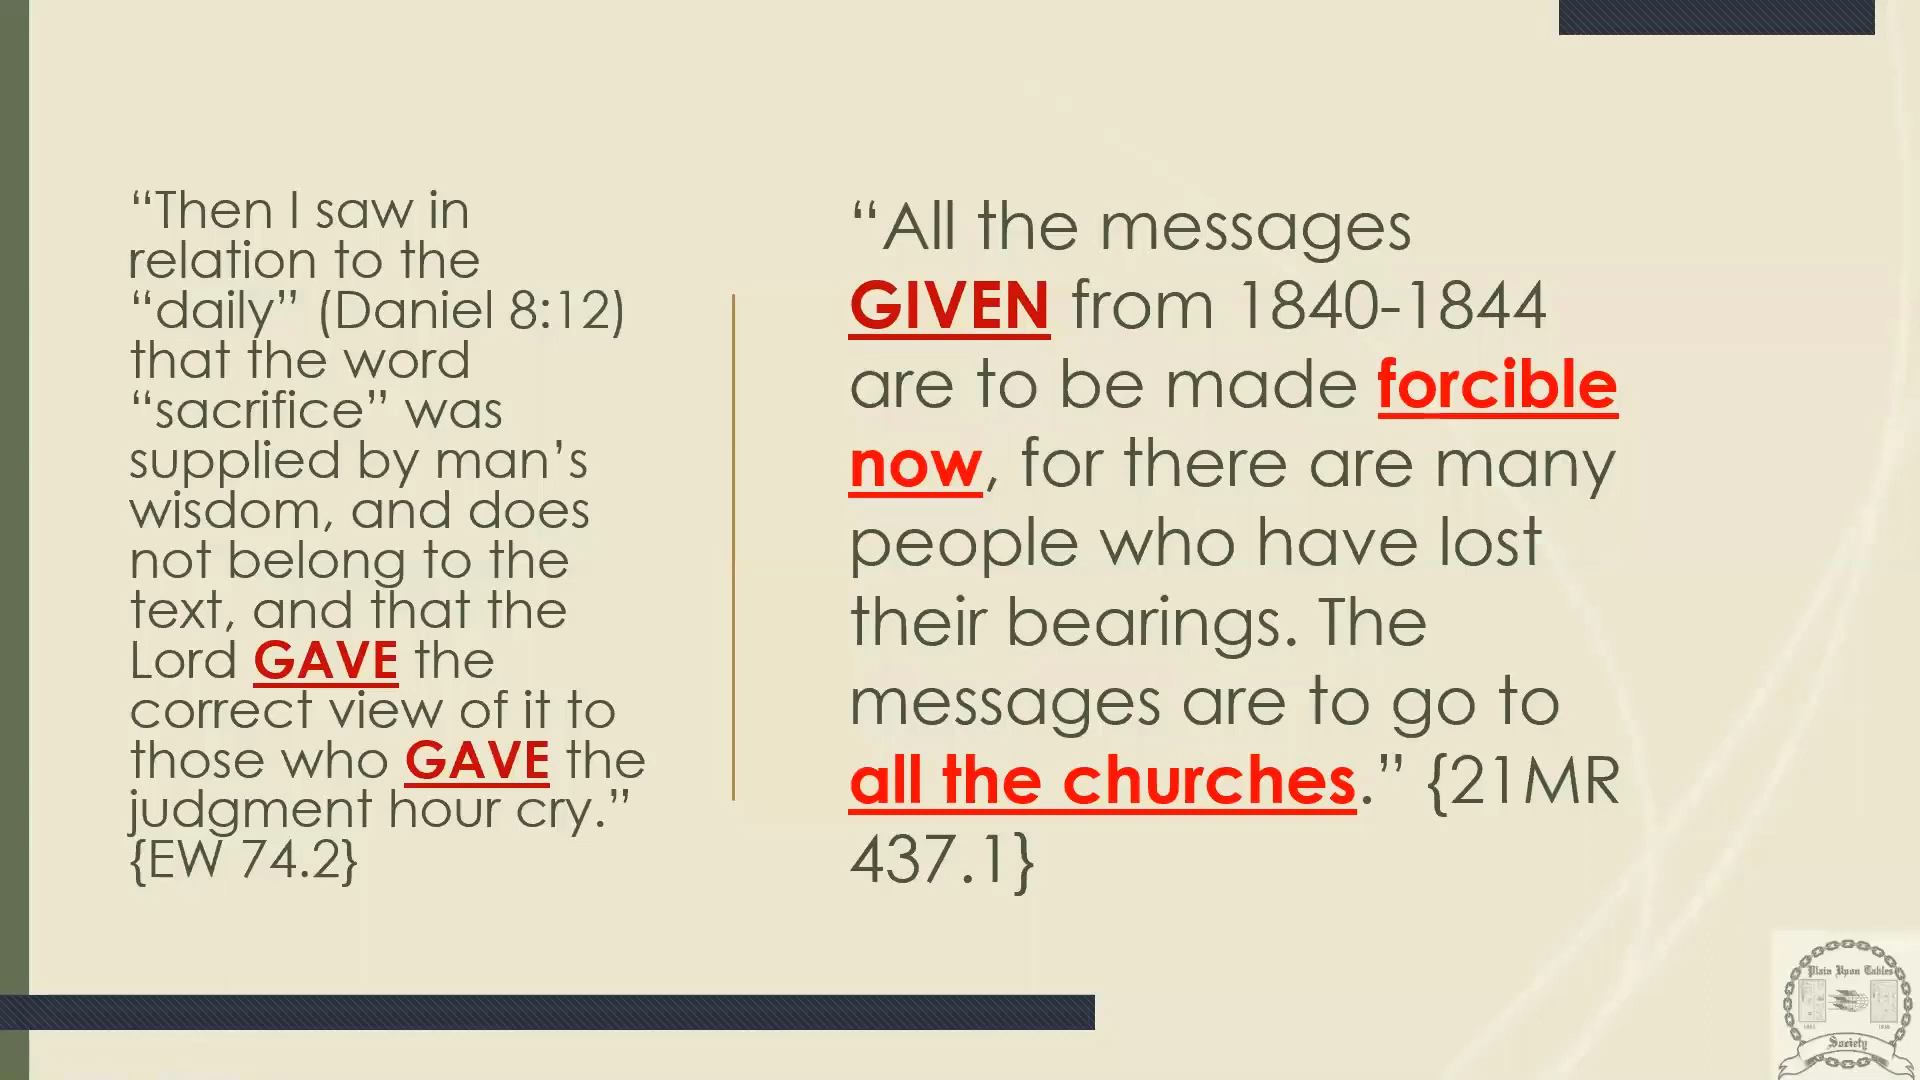 “Then I saw in
relation to the
“daily” (Daniel 8:12)
that the word
“sacrifice” was
supplied by man’s
wisdom, and does
not belong to the
text, and that the
Lord GAVE the
correct view of it to
those who GAVE the
judgment hour cry.”
{EW 74.2}
“All the messages
GIVEN from 1840-1844
are to be made forcible
now, for there are many
people who have lost
their bearings. The
messages are to go to
all the churches.” {21MR
437.1}
Plain Upon Tables
Society